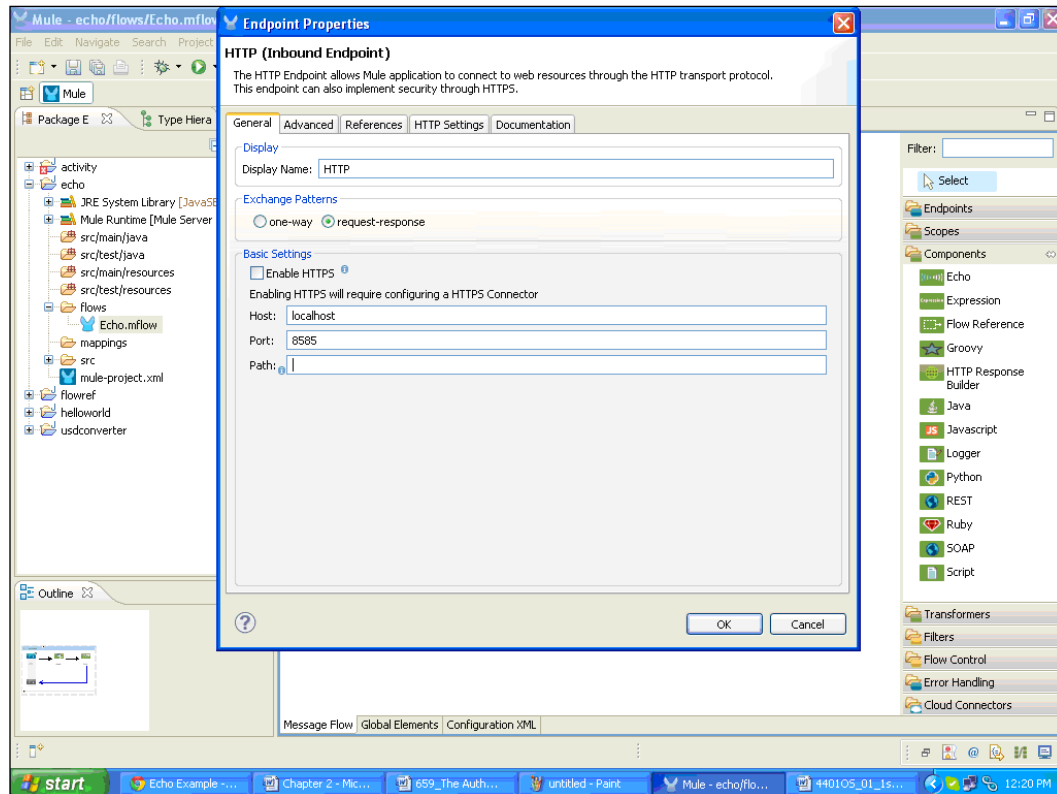 Mule - echo/flows/Echo.mflow
File Edit Navigate Search Project
Mule
Package E
Type Hiera
activity
echo
JRE System Library [JavaSE
Mule Runtime [Mule Server
src/main/java
src/test/java
src/main/resources
src/test/resources
flows
Echo.mflow
mappings
src
mule-project.xml
flowref
helloworld
usdconverter
Outline
Endpoint Properties
HTTP (Inbound Endpoint)
The HTTP Endpoint allows Mule application to connect to web resources through the HTTP transport protocol.
This endpoint can also implement security through HTTPS.
General Advanced References HTTP Settings Documentation
Display
Display Name: HTTP
Exchange Patterns
one-way request-response
Basic Settings
Enable HTTPS
Enabling HTTPS will require configuring a HTTPS Connector
Host: localhost
Port: 8585
Path:
OK Cancel
Message Flow Global Elements Configuration XML
Filter:
Select
Endpoints
Scopes
Components
Echo
Expression
Flow Reference
Groovy
HTTP Response
Builder
Java
Javascript
Logger
Python
REST
Ruby
SOAP
Script
Transformers
Filters
Flow Control
Error Handling
Cloud Connectors
start
Echo Example -...
Chapter 2 - Mic...
659_The Auth...
untitled - Paint
Mule - echo/flo...
4401OS_01_1s...
12:20 PM